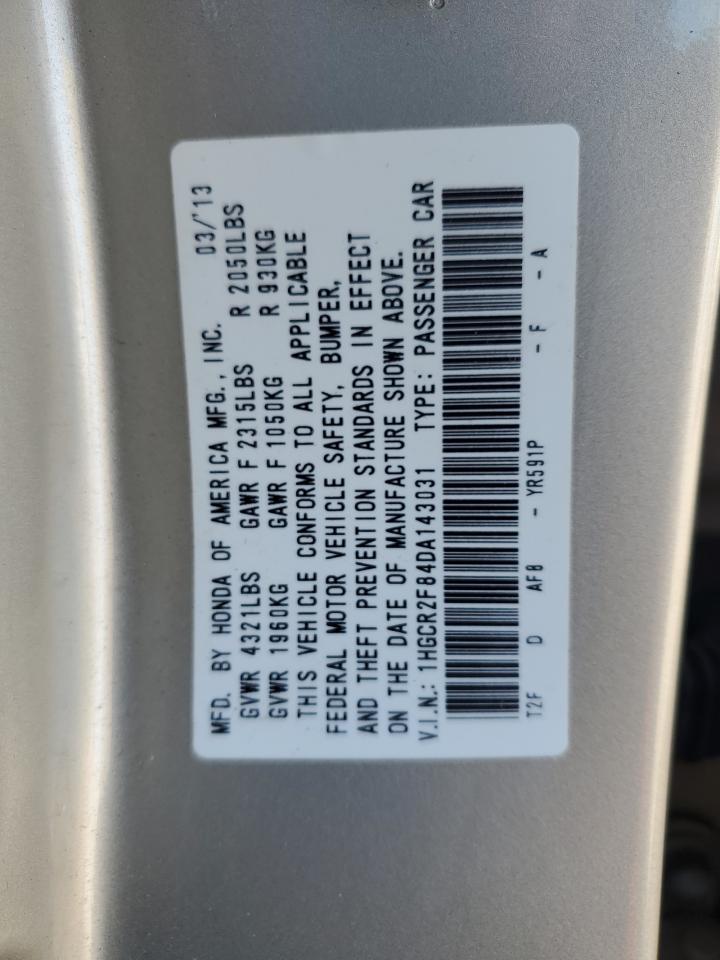 MFD. BY HONDA OF AMERICA MFG., INC. 03/'13
GVWR 4321LBS GAWR F 2315LBS R 2050LBS
GVWR 1960KG GAWR F 1050KG R 930KG
THIS VEHICLE CONFORMS TO ALL APPLICABLE
FEDERAL MOTOR VEHICLE SAFETY, BUMPER,
AND THEFT PREVENTION STANDARDS IN EFFECT
ON THE DATE OF MANUFACTURE SHOWN ABOVE.
V.I.N.: 1HGCR2F84DA143031 TYPE: PASSENGER CAR
T2F D AF8 - YR591P - F - A